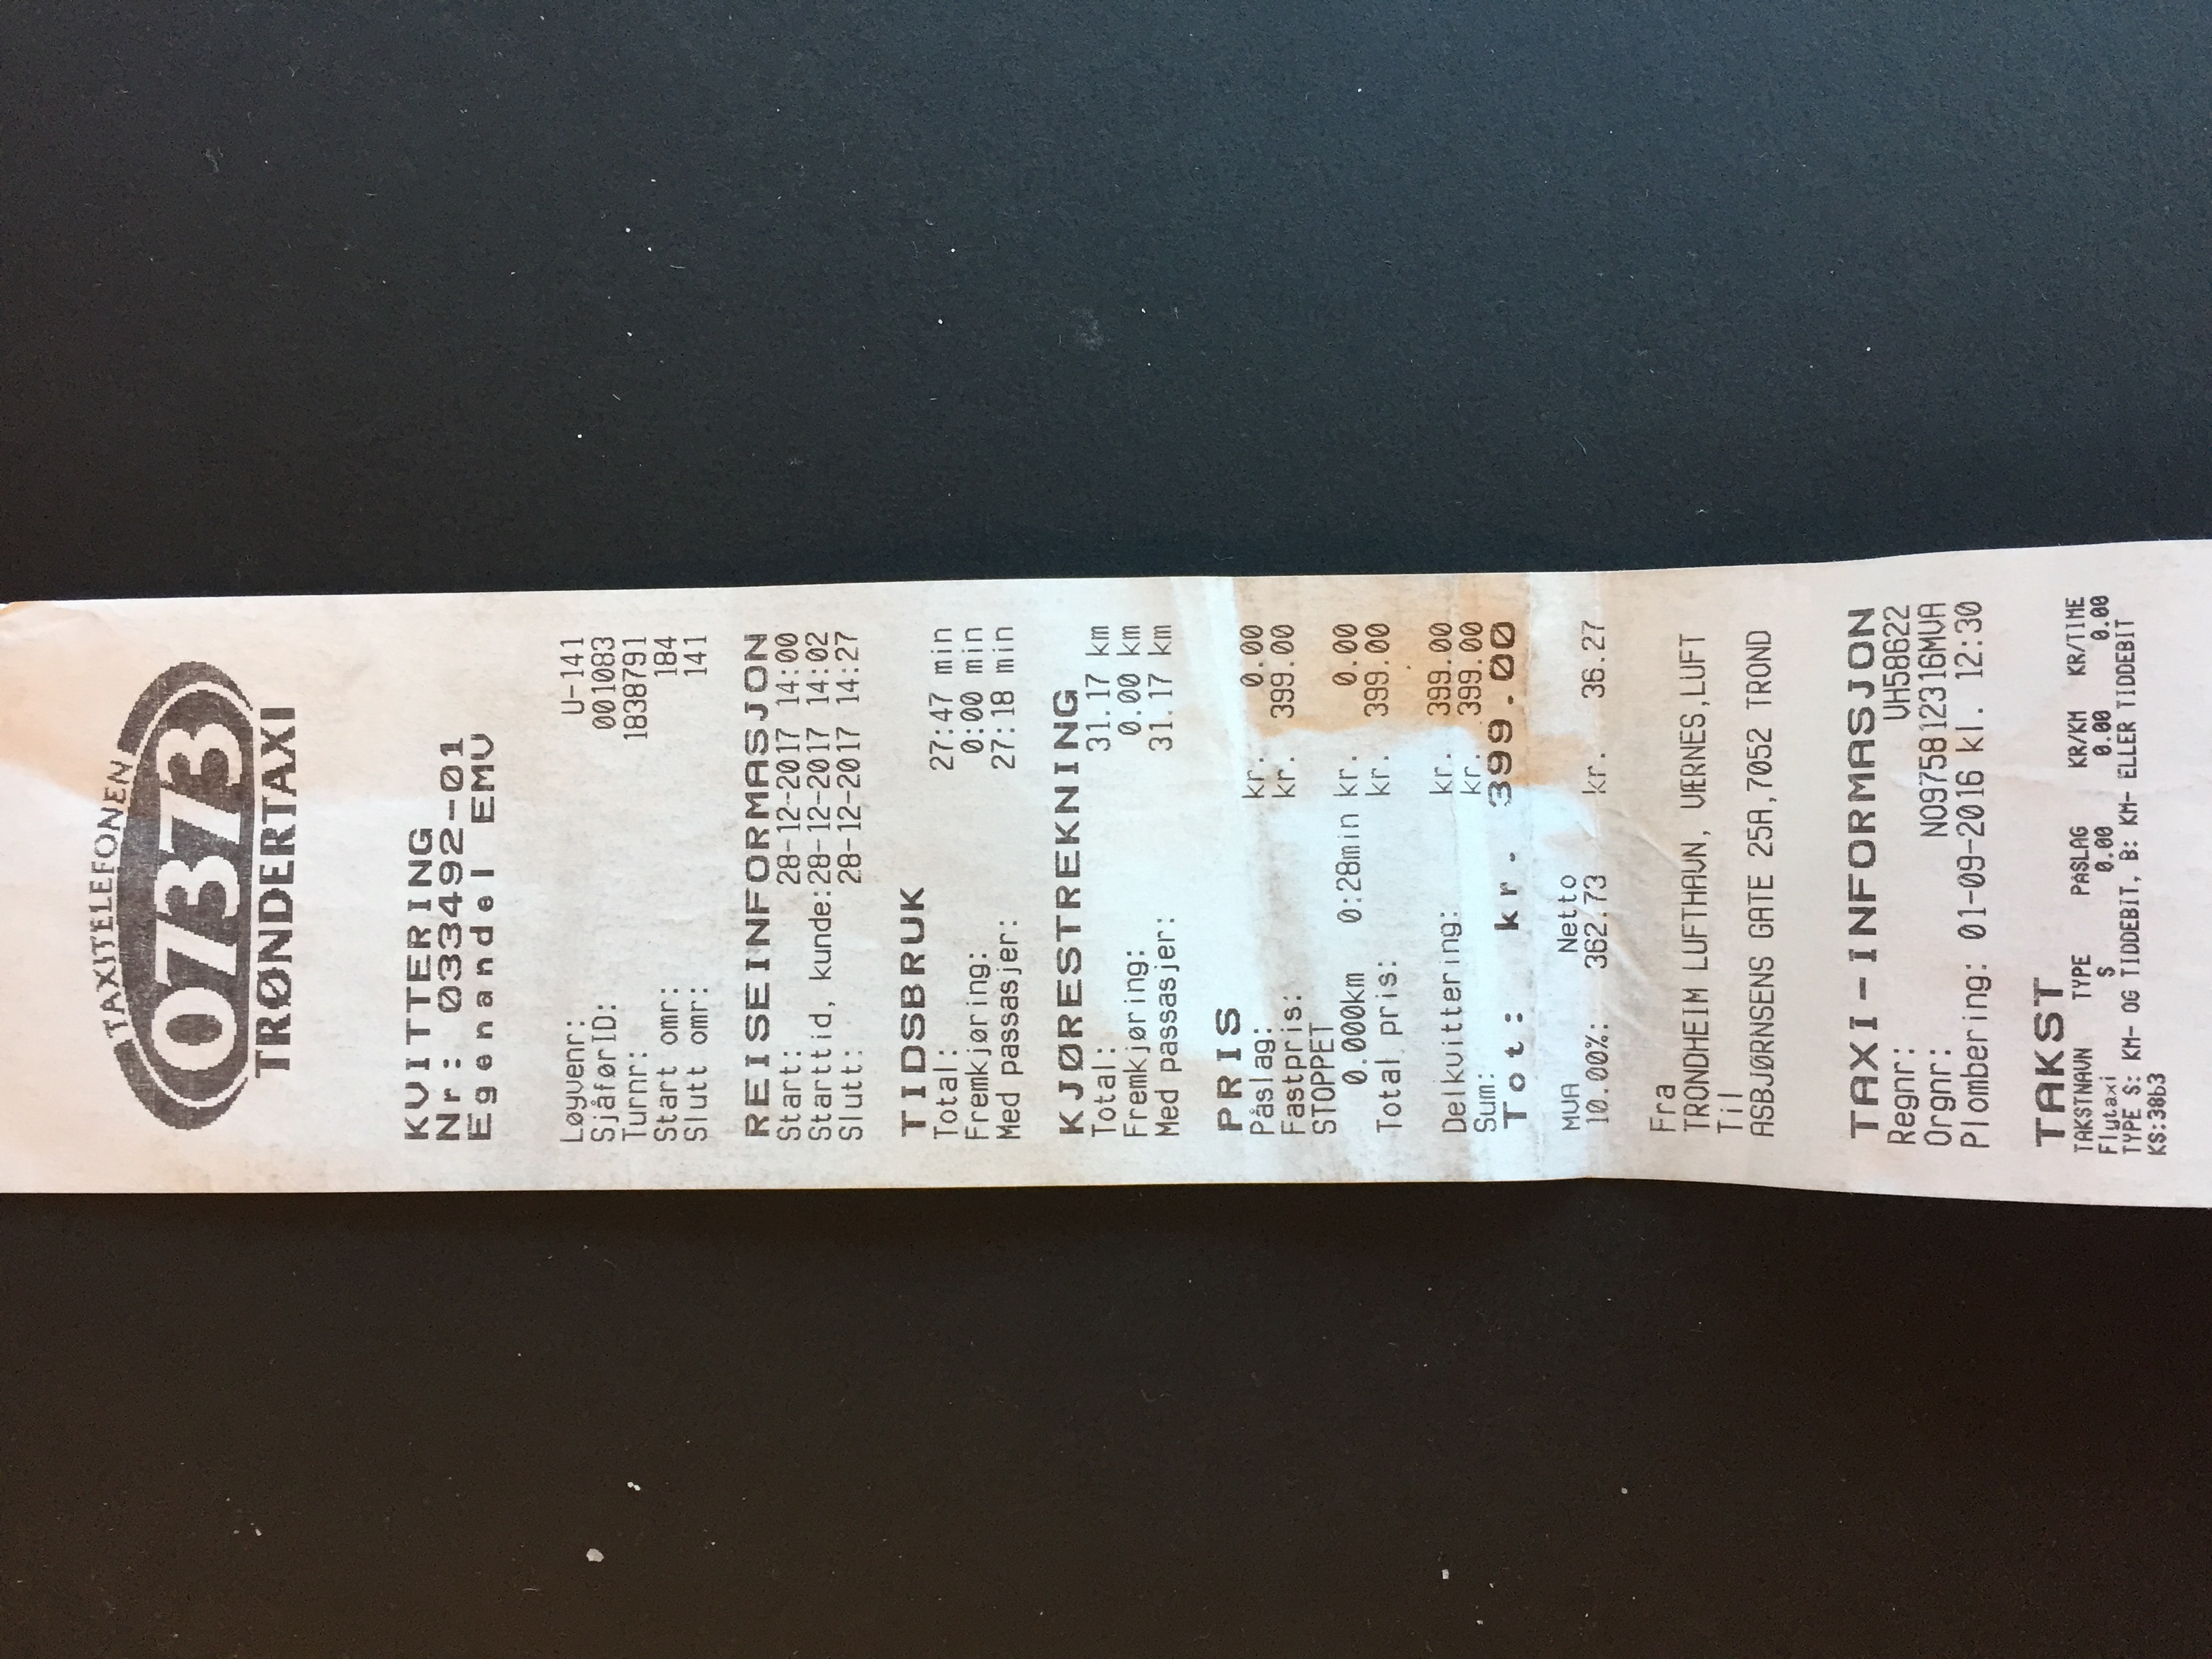 TAXITELEFONEN
07373
TRØNDERTAXI
KVITTERING
Nr: 033492-01
Egenandel EMV
Løyvenr: U-141
SjåførID: 001083
Turnr: 1838791
Start omr: 184
Slutt omr: 141
REISEINFORMASJON
Start: 28-12-2017 14:00
Starttid, kunde:28-12-2017 14:02
Slutt: 28-12-2017 14:27
TIDSBRUK
Total: 27:47 min
Fremkjøring: 0:00 min
Med passasjer: 27:18 min
KJØRESTREKNING
Total: 31.17 km
Fremkjøring: 0.00 km
Med passasjer: 31.17 km
PRIS
Påslag: kr. 0.00
Fastpris: kr. 399.00
STOPPET
0.000km 0:28min kr. 0.00
Total pris: kr. 399.00
Delkvittering: kr. 399.00
Sum: kr. 399.00
Tot: kr. 399.00
MVA Netto
10.00%: 362.73 kr. 36.27
Fra
TRONDHEIM LUFTHAVN, VÆRNES,LUFT
Til
ASBJØRNSENS GATE 25A,7052 TROND
TAXI-INFORMASJON
Regnr: VH58622
Orgnr: NO975812316MVA
Plombering: 01-09-2016 kl. 12:30
TAKST
TAKSTNAVN TYPE PÅSLAG KR/KM KR/TIME
Flytaxi S 0.00 0.00 0.00
TYPE S: KM- OG TIDDEBIT, B: KM- ELLER TIDDEBIT
KS:38b3